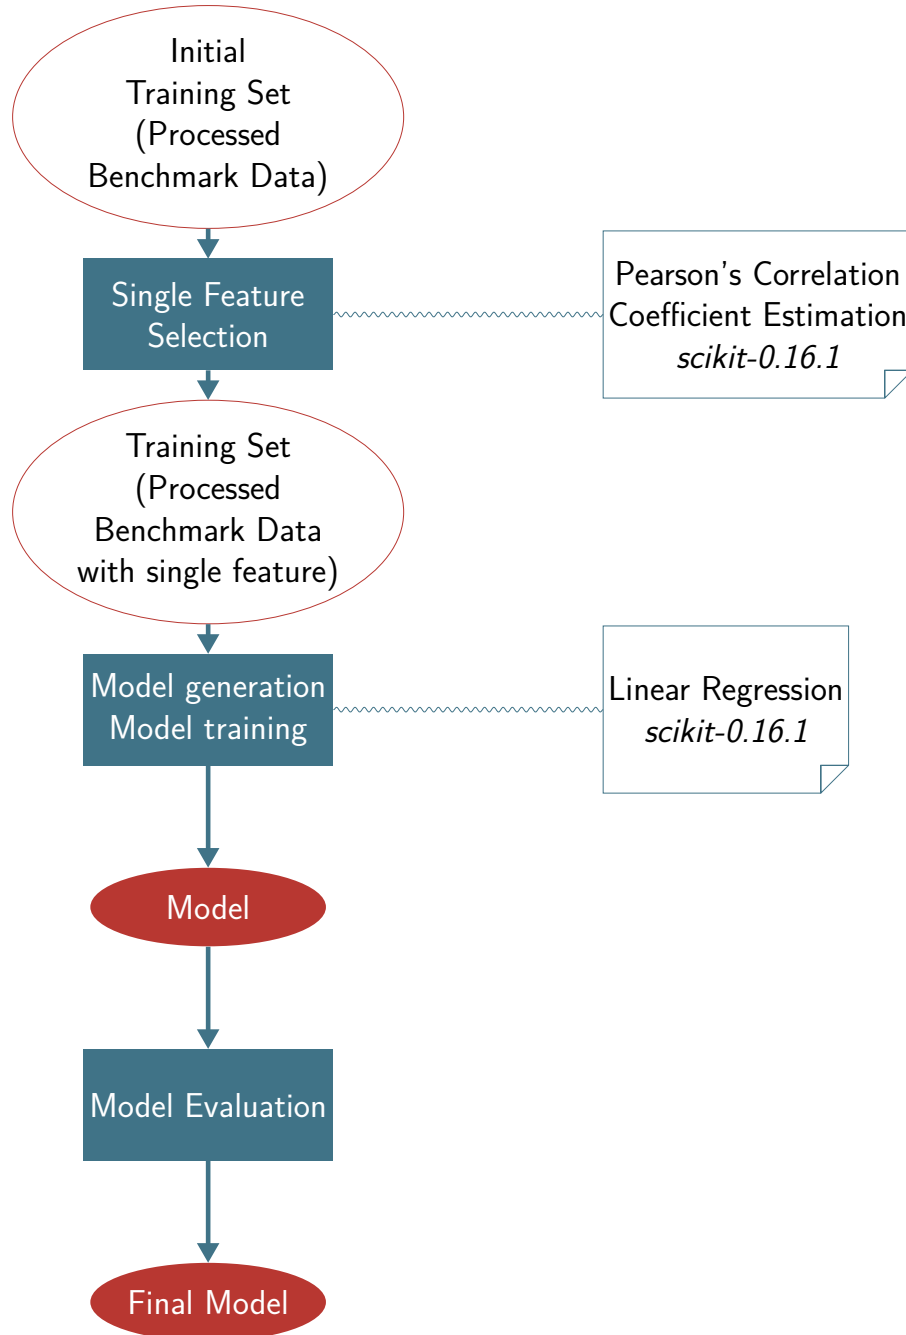 Initial
Training Set
(Processed
Benchmark Data)
Single Feature
Selection
Pearson's Correlation
Coefficient Estimation
scikit-0.16.1
Training Set
(Processed
Benchmark Data
with single feature)
Model generation
Model training
Linear Regression
scikit-0.16.1
Model
Model Evaluation
Final Model